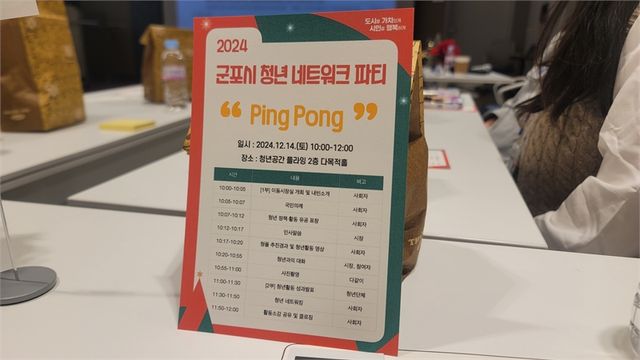 도시를 가치있게
시민을 행복하게
2024
군포시 청년 네트워크 파티
“ Ping Pong ”
일시 : 2024.12.14.(토) 10:00-12:00
장소 : 청년공간 플라잉 2층 다목적홀
시간 내용 비고
10:00-10:05 [1부] 이동시장실 개회 및 내빈소개 사회자
10:05-10:07 국민의례 사회자
10:07-10:12 청년 정책·활동 유공 표창 사회자
10:12-10:17 인사말씀 시장
10:17-10:20 청년 추진경과 및 청년활동 영상 사회자
10:20-10:55 청년과의 대화 시장, 참여자
10:55-11:00 사진촬영 다같이
11:00-11:30 [2부] 청년활동 성과발표 청년단체
11:30-11:50 청년 네트워킹 사회자
11:50-12:00 활동소감 공유 및 클로징 사회자